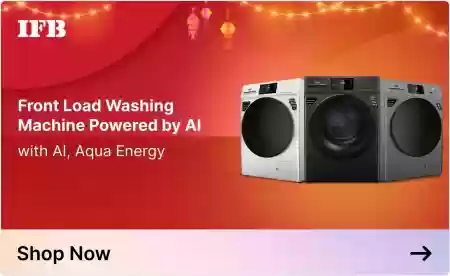 IFB
Front Load Washing
Machine Powered by AI
with AI, Aqua Energy
Shop Now